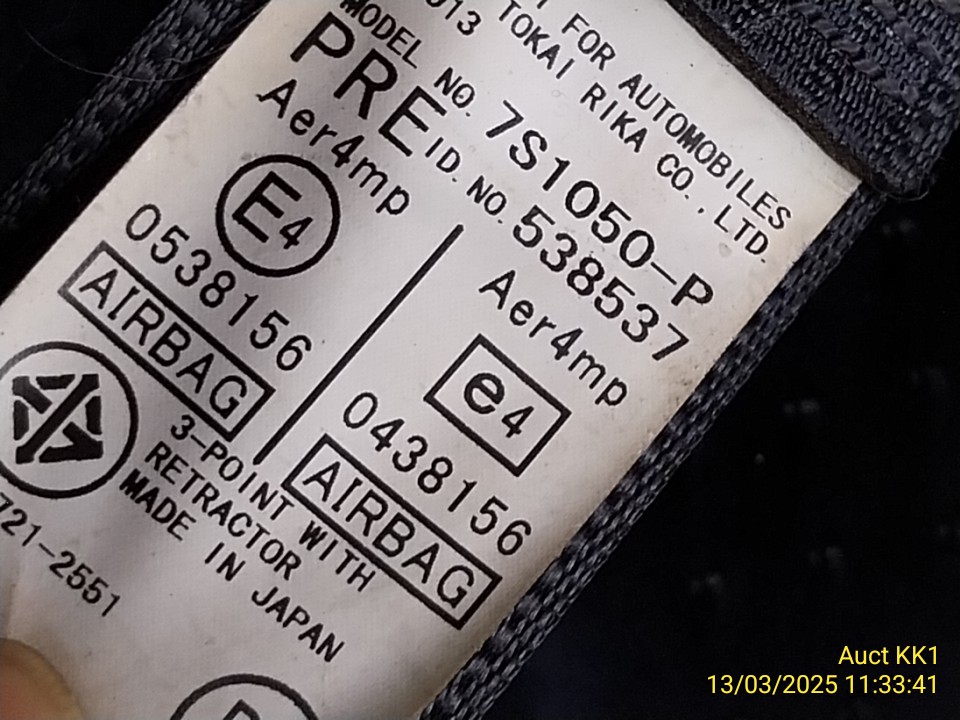 FOR AUTOMOBILES
013 TOKAI RIKA CO.,LTD.
MODEL NO. 7S1050-P
PRE ID. NO. 538537
Aer4mp
E4
0538156
AIRBAG
Aer4mp
e4
0438156
AIRBAG
3-POINT WITH
RETRACTOR
MADE IN JAPAN
721-2551
Auct KK1
13/03/2025 11:33:41